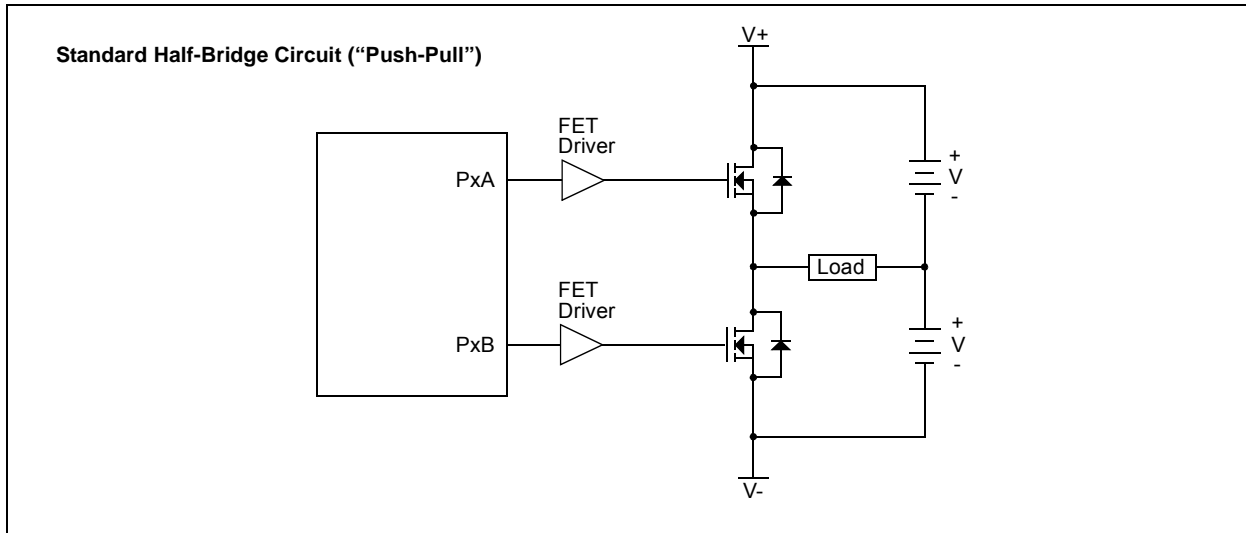 Standard Half-Bridge Circuit (“Push-Pull”)
V+
FET
Driver
PxA
+
V
-
Load
FET
Driver
PxB
+
V
-
V-